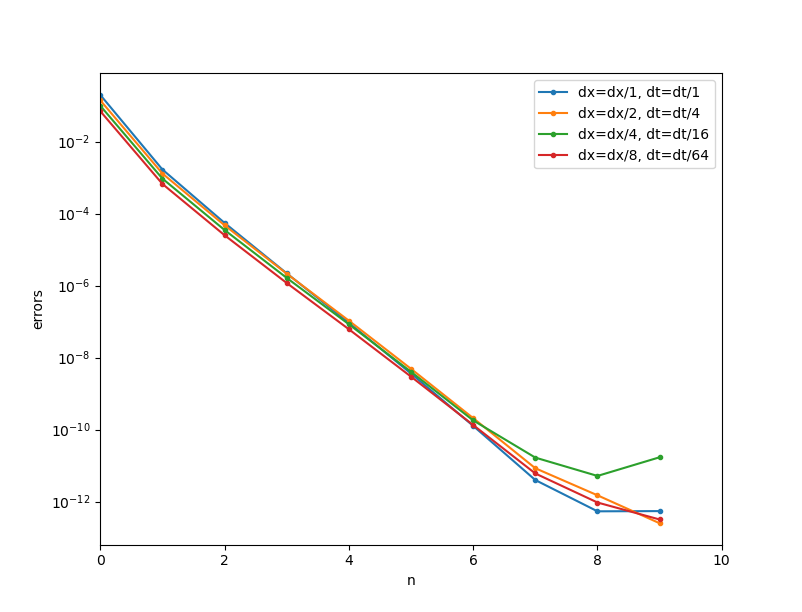 dx=dx/1, dt=dt/1
dx=dx/2, dt=dt/4
dx=dx/4, dt=dt/16
dx=dx/8, dt=dt/64
10⁻²
10⁻⁴
10⁻⁶
10⁻⁸
10⁻¹⁰
10⁻¹²
errors
0 2 4 6 8 10
n